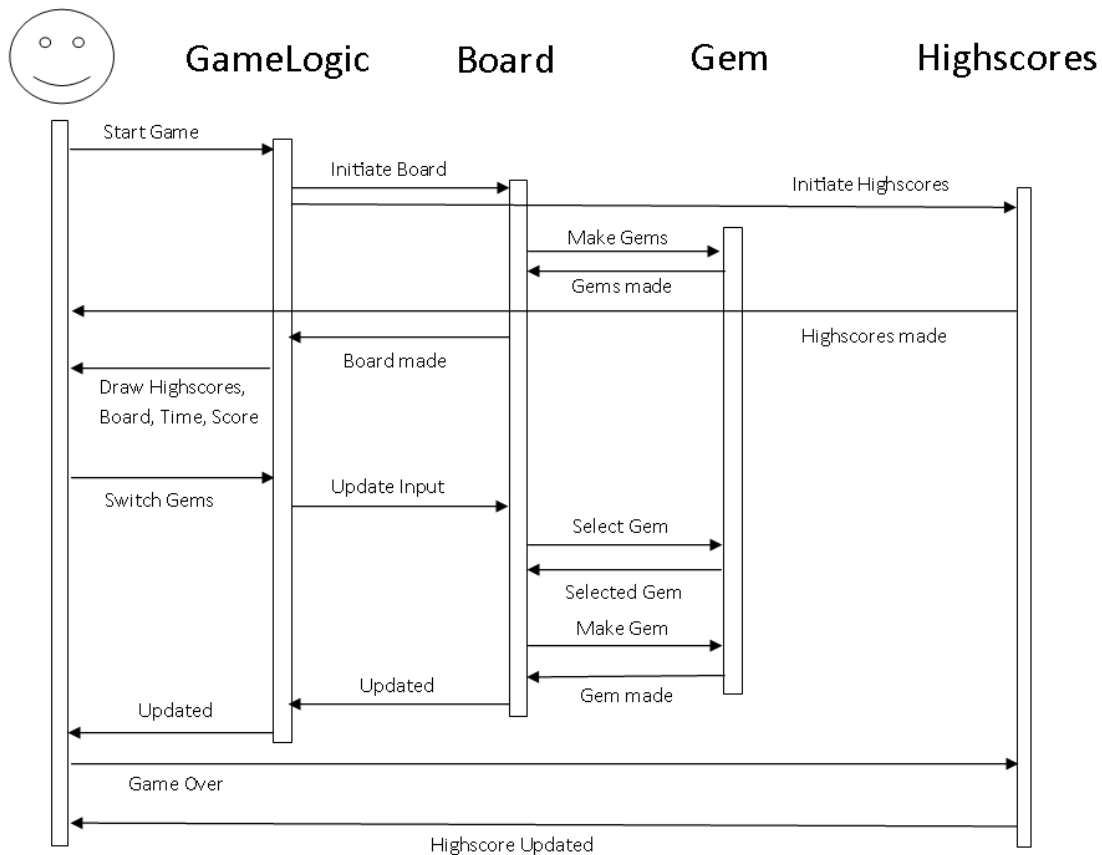 GameLogic Board Gem Highscores
Start Game
Initiate Board
Initiate Highscores
Make Gems
Gems made
Highscores made
Board made
Draw Highscores,
Board, Time, Score
Switch Gems
Update Input
Select Gem
Selected Gem
Make Gem
Updated
Gem made
Updated
Game Over
Highscore Updated